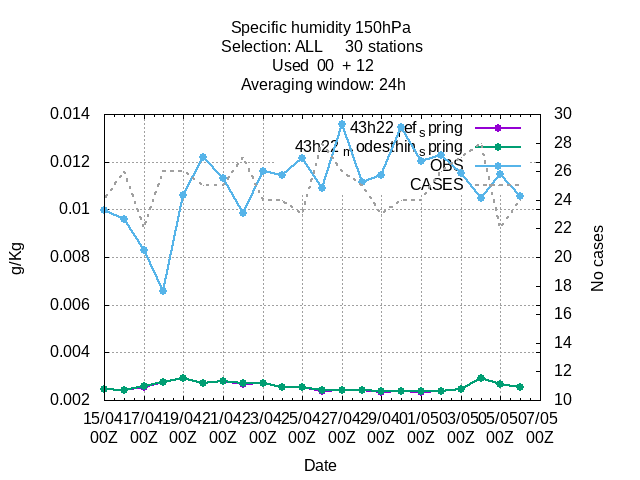 Specific humidity 150hPa
Selection: ALL 30 stations
Used 00 + 12
Averaging window: 24h
43h22_ref_spring
43h22_modesthin_spring
OBS
CASES
0.014
0.012
0.01
0.008
0.006
0.004
0.002
30
28
26
24
22
20
18
16
14
12
10
g/Kg
No cases
15/04 17/04 19/04 21/04 23/04 25/04 27/04 29/04 01/05 03/05 05/05 07/05
00Z 00Z 00Z 00Z 00Z 00Z 00Z 00Z 00Z 00Z 00Z 00Z
Date